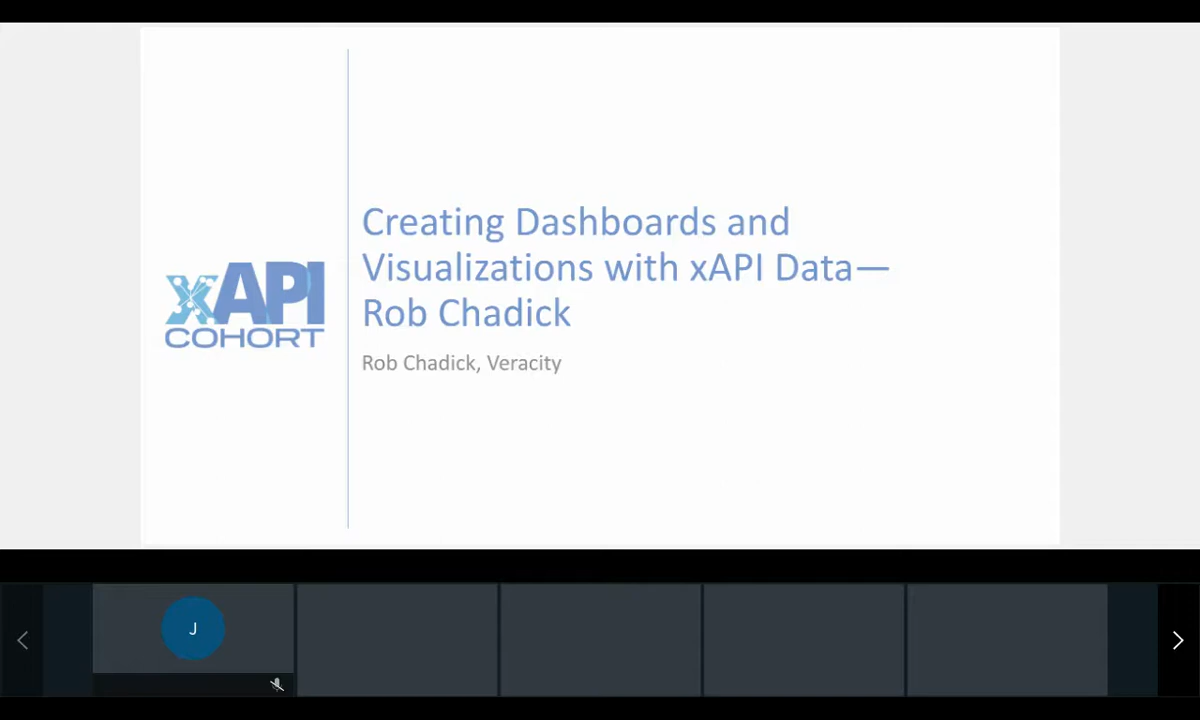 Creating Dashboards and
Visualizations with xAPI Data—
Rob Chadick
xAPI
COHORT
Rob Chadick, Veracity
J